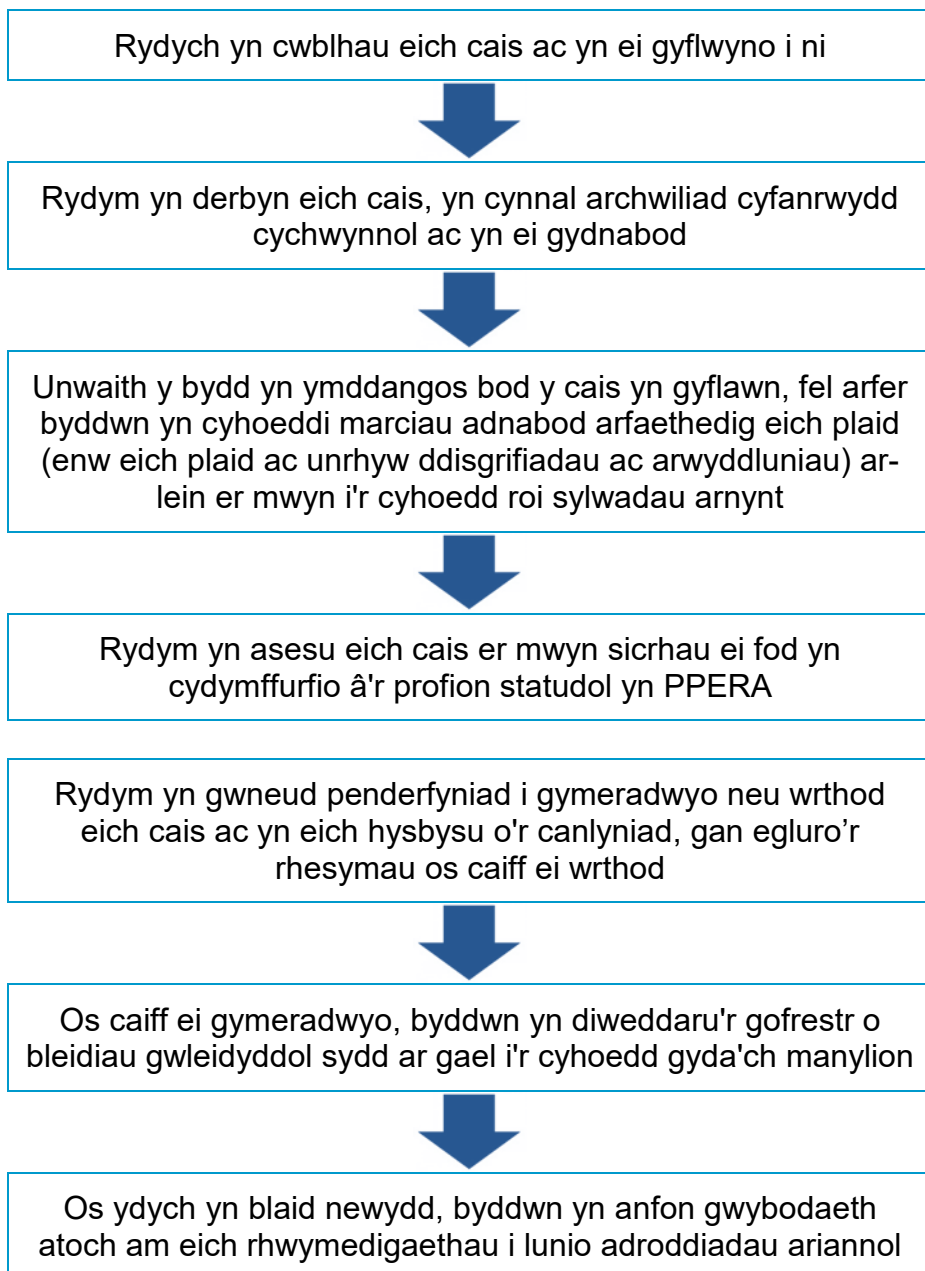 Rydych yn cwblhau eich cais ac yn ei gyflwyno i ni
Rydym yn derbyn eich cais, yn cynnal archwiliad cyfanrwydd
cychwynnol ac yn ei gydnabod
Unwaith y bydd yn ymddangos bod y cais yn gyflawn, fel arfer
byddwn yn cyhoeddi marciau adnabod arfaethedig eich plaid
(enw eich plaid ac unrhyw ddisgrifiadau ac arwyddluniau) ar-
lein er mwyn i'r cyhoedd roi sylwadau arnynt
Rydym yn asesu eich cais er mwyn sicrhau ei fod yn
cydymffurfio â'r profion statudol yn PPERA
Rydym yn gwneud penderfyniad i gymeradwyo neu wrthod
eich cais ac yn eich hysbysu o'r canlyniad, gan egluro’r
rhesymau os caiff ei wrthod
Os caiff ei gymeradwyo, byddwn yn diweddaru'r gofrestr o
bleidiau gwleidyddol sydd ar gael i'r cyhoedd gyda'ch manylion
Os ydych yn blaid newydd, byddwn yn anfon gwybodaeth
atoch am eich rhwymedigaethau i lunio adroddiadau ariannol